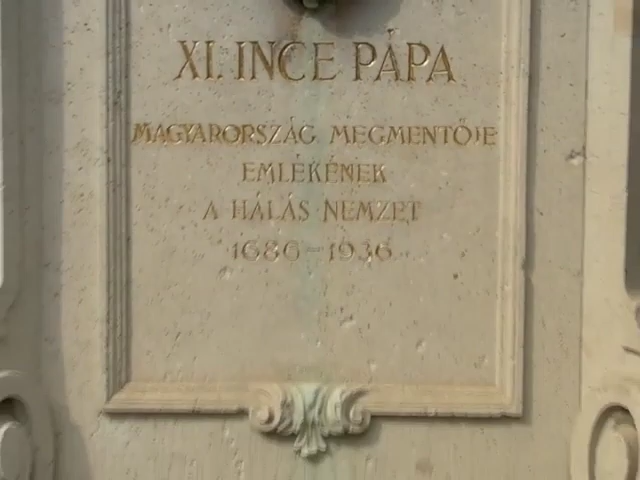 XI. INCE PÁPA
MAGYARORSZÁG MEGMENTŐJE
EMLÉKÉNEK
A HÁLÁS NEMZET
1686–1936